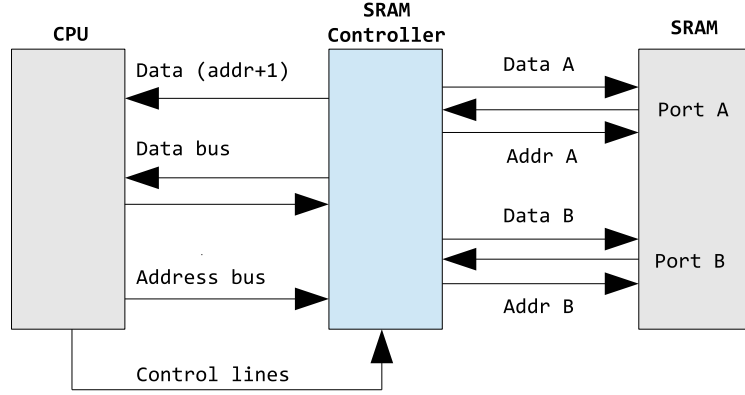 CPU
SRAM
Controller
SRAM
Data (addr+1)
Data bus
Address bus
Control lines
Data A
Port A
Addr A
Data B
Port B
Addr B